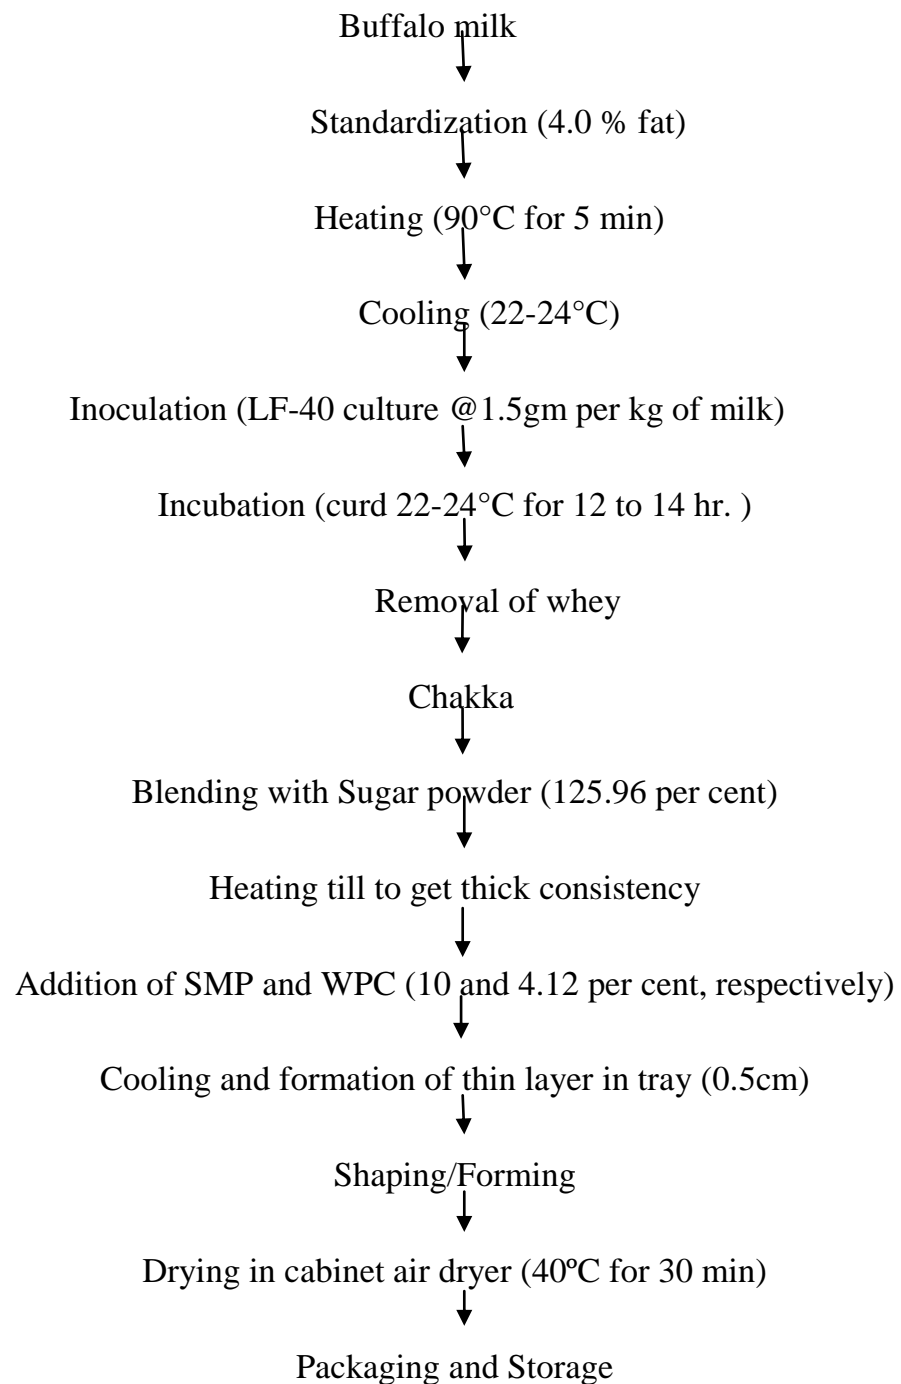 Buffalo milk
Standardization (4.0 % fat)
Heating (90°C for 5 min)
Cooling (22-24°C)
Inoculation (LF-40 culture @1.5gm per kg of milk)
Incubation (curd 22-24°C for 12 to 14 hr. )
Removal of whey
Chakka
Blending with Sugar powder (125.96 per cent)
Heating till to get thick consistency
Addition of SMP and WPC (10 and 4.12 per cent, respectively)
Cooling and formation of thin layer in tray (0.5cm)
Shaping/Forming
Drying in cabinet air dryer (40ºC for 30 min)
Packaging and Storage